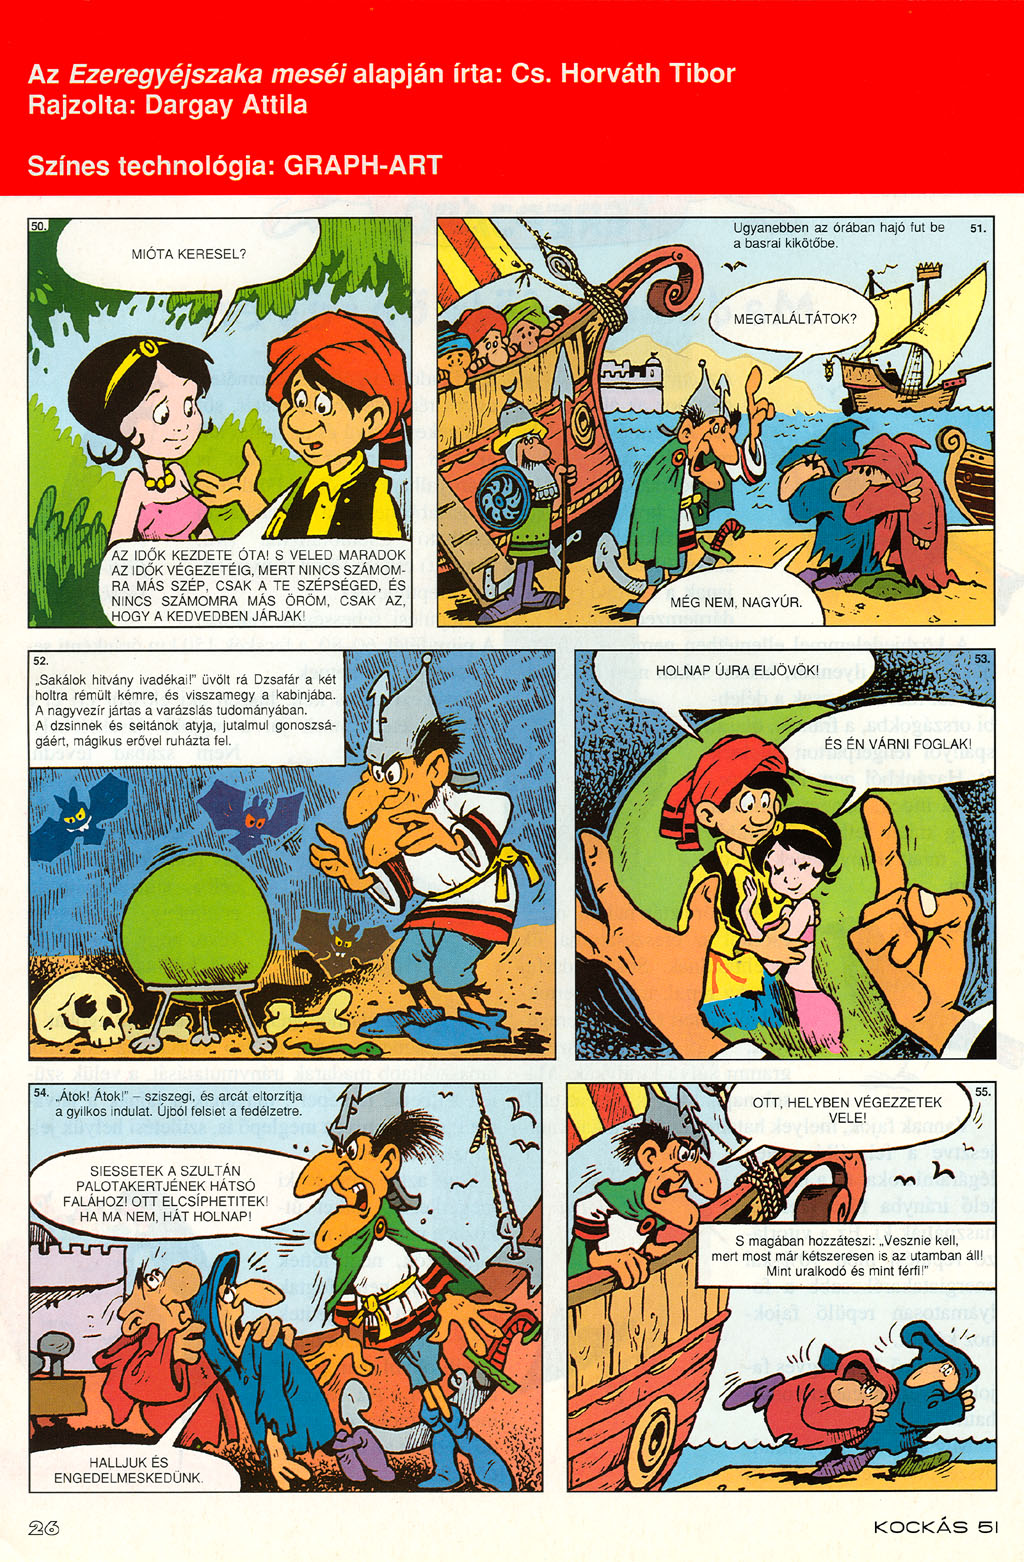 Az Ezeregyéjszaka meséi alapján írta: Cs. Horváth Tibor
Rajzolta: Dargay Attila
Színes technológia: GRAPH-ART
50.
MIÓTA KERESEL?
AZ IDŐK KEZDETE ÓTA! S VELED MARADOK
AZ IDŐK VÉGEZETÉIG, MERT NINCS SZÁMOM-
RA MÁS SZÉP, CSAK A TE SZÉPSÉGED, ÉS
NINCS SZÁMOMRA MÁS ÖRÖM, CSAK AZ,
HOGY A KEDVEDBEN JÁRJAK!
Ugyanebben az órában hajó fut be
a basrai kikötőbe.
51.
MEGTALÁLTÁTOK?
MÉG NEM, NAGYÚR.
52.
„Sakálok hitvány ivadékai!” üvölt rá Dzsafár a két
holtra rémült kémre, és visszamegy a kabinjába.
A nagyvezír jártas a varázslás tudományában.
A dzsinnek és seitánok atyja, jutalmul gonoszsá-
gáért, mágikus erővel ruházta fel.
53.
HOLNAP ÚJRA ELJÖVÖK!
ÉS ÉN VÁRNI FOGLAK!
54.
„Átok! Átok!” – sziszegi, és arcát eltorzítja
a gyilkos indulat. Újból felsiet a fedélzetre.
SIESSETEK A SZULTÁN
PALOTAKERTJÉNEK HÁTSÓ
FALÁHOZ! OTT ELCSÍPHETITEK!
HA MA NEM, HÁT HOLNAP!
HALLJUK ÉS
ENGEDELMESKEDÜNK.
55.
OTT, HELYBEN VÉGEZZETEK
VELE!
S magában hozzáteszi: „Vesznie kell,
mert most már kétszeresen is az utamban áll!
Mint uralkodó és mint férfi!”
26
KOCKÁS 51